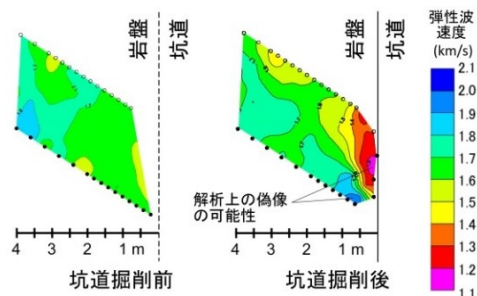 岩盤
坑道
4 3 2 1 m
坑道掘削前
岩盤
坑道
解析上の偽像
の可能性
4 3 2 1 m
坑道掘削後
弾性波
速度
(km/s)
2.1
2.0
1.9
1.8
1.7
1.6
1.5
1.4
1.3
1.2
1.1